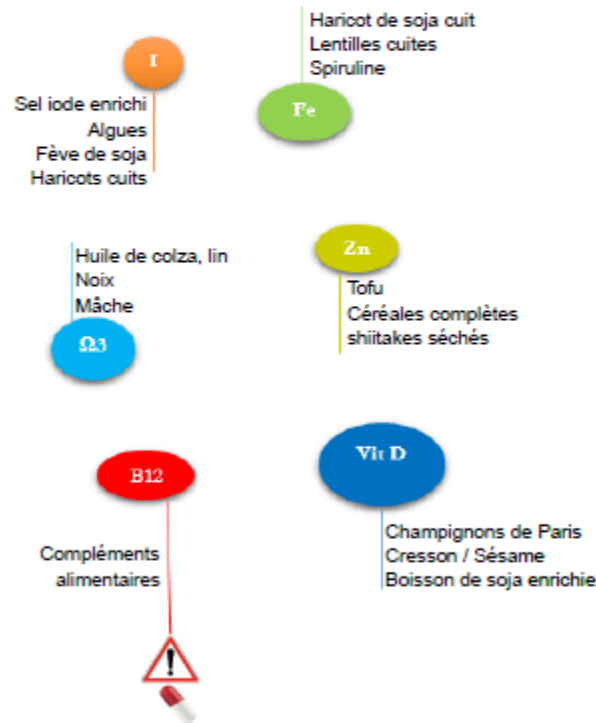 I
Sel iode enrichi
Algues
Fève de soja
Haricots cuits
Haricot de soja cuit
Lentilles cuites
Spiruline
Fe
Huile de colza, lin
Noix
Mâche
Ω3
Zn
Tofu
Céréales complètes
shiitakes séchés
B12
Compléments
alimentaires
Vit D
Champignons de Paris
Cresson / Sésame
Boisson de soja enrichie